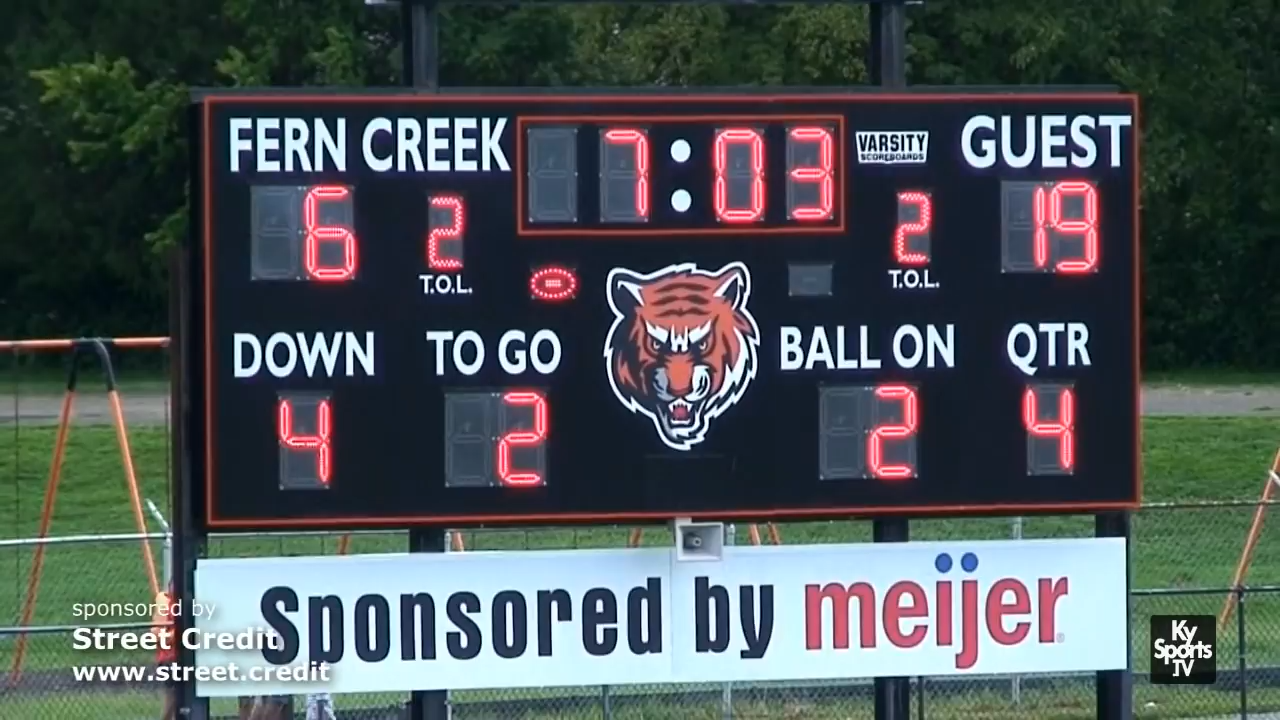 FERN CREEK
7:03
VARSITY
SCOREBOARDS
GUEST
6
2
T.O.L.
2
T.O.L.
19
DOWN
TO GO
BALL ON
QTR
4
2
2
4
Sponsored by meijer
sponsored by
Street Credit
www.street.credit
Ky
Sports
TV